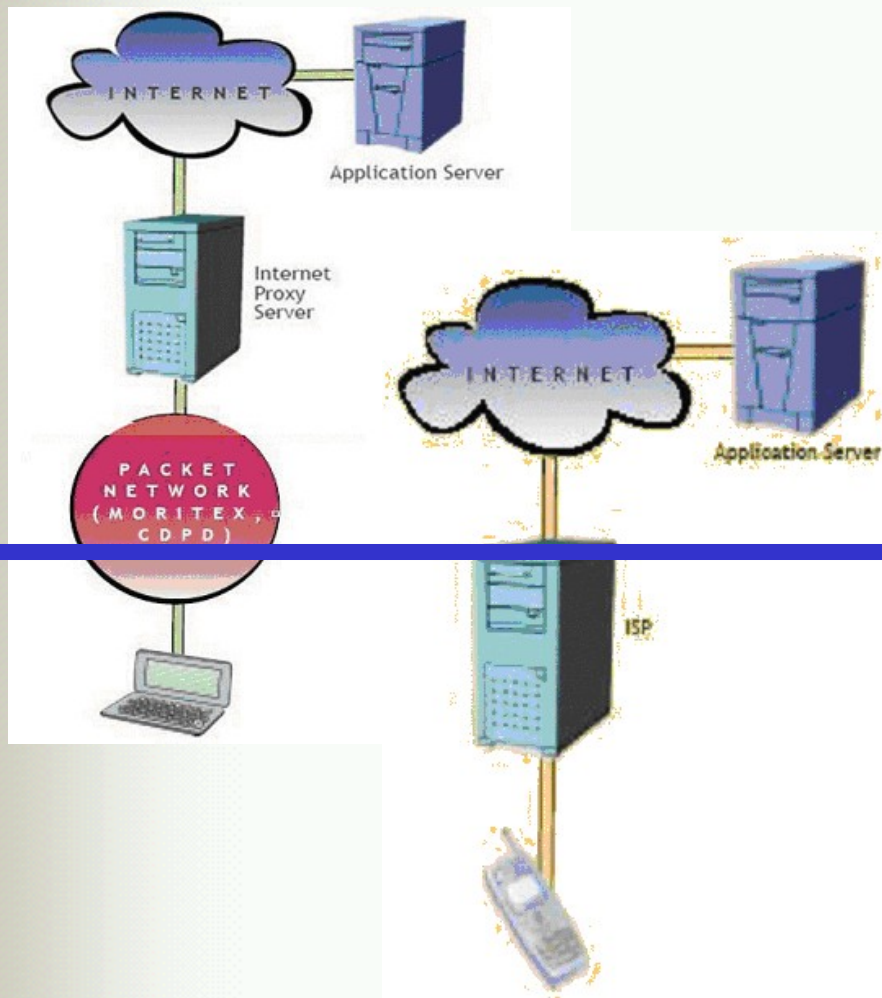 INTERNET
Application Server
Internet
Proxy
Server
PACKET
NETWORK
(MORITEX,
CDPD)
INTERNET
Application Server
ISP